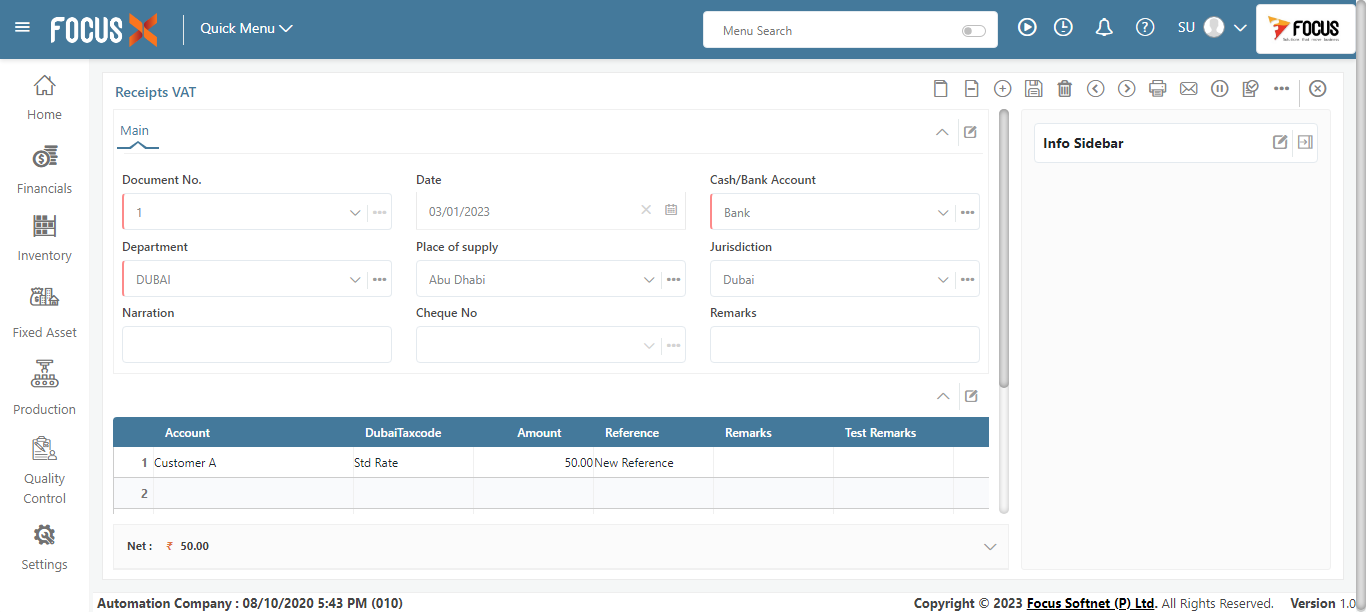 FOCUS X
Quick Menu
Menu Search
SU
FOCUS
Home
Financials
Inventory
Fixed Asset
Production
Quality
Control
Settings
Receipts VAT
Main
Document No.
Date
Cash/Bank Account
1
03/01/2023
Bank
Department
Place of supply
Jurisdiction
DUBAI
Abu Dhabi
Dubai
Narration
Cheque No
Remarks
Account DubaiTaxcode Amount Reference Remarks Test Remarks
1 Customer A Std Rate 50.00 New Reference
2
Net : ₹ 50.00
Info Sidebar
Automation Company : 08/10/2020 5:43 PM (010)
Copyright © 2023 Focus Softnet (P) Ltd. All Rights Reserved. Version 1.0